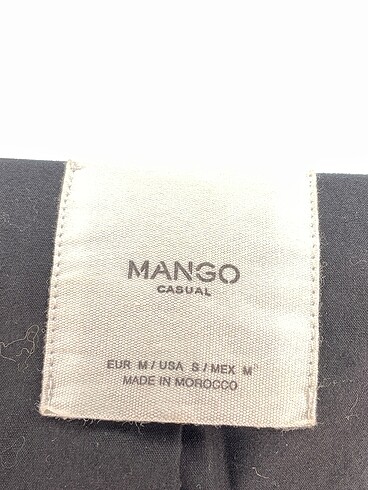 MANGO
CASUAL
EUR M / USA S / MEX M
MADE IN MOROCCO